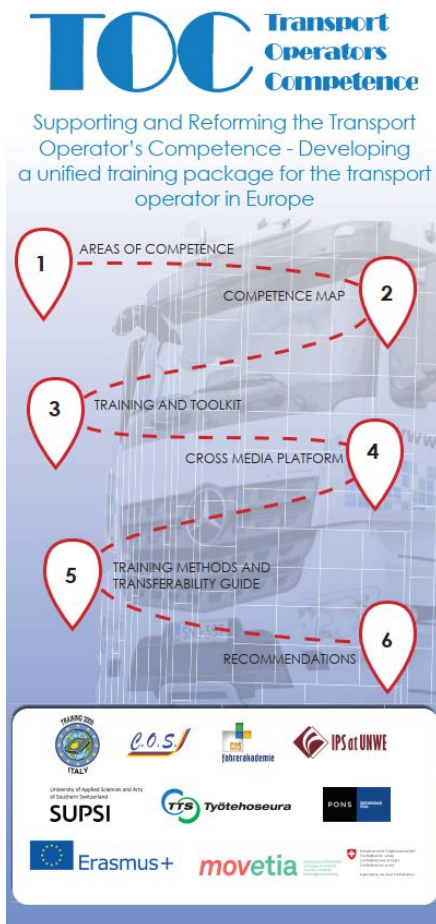 TOC Transport
Operators
Competence
Supporting and Reforming the Transport
Operator's Competence - Developing
a unified training package for the transport
operator in Europe
1 AREAS OF COMPETENCE
COMPETENCE MAP 2
3 TRAINING AND TOOLKIT
CROSS MEDIA PLATFORM 4
5 TRAINING METHODS AND
TRANSFERABILITY GUIDE
RECOMMENDATIONS 6
TRAINING 2000
ITALY
C.O.S.
cos
fahrerakademie
IPS at UNWE
University of Applied Sciences and Arts
of Southern Switzerland
SUPSI
TTS Työtehoseura
PONS SEGURIDAD
VIAL
Erasmus+
movetia